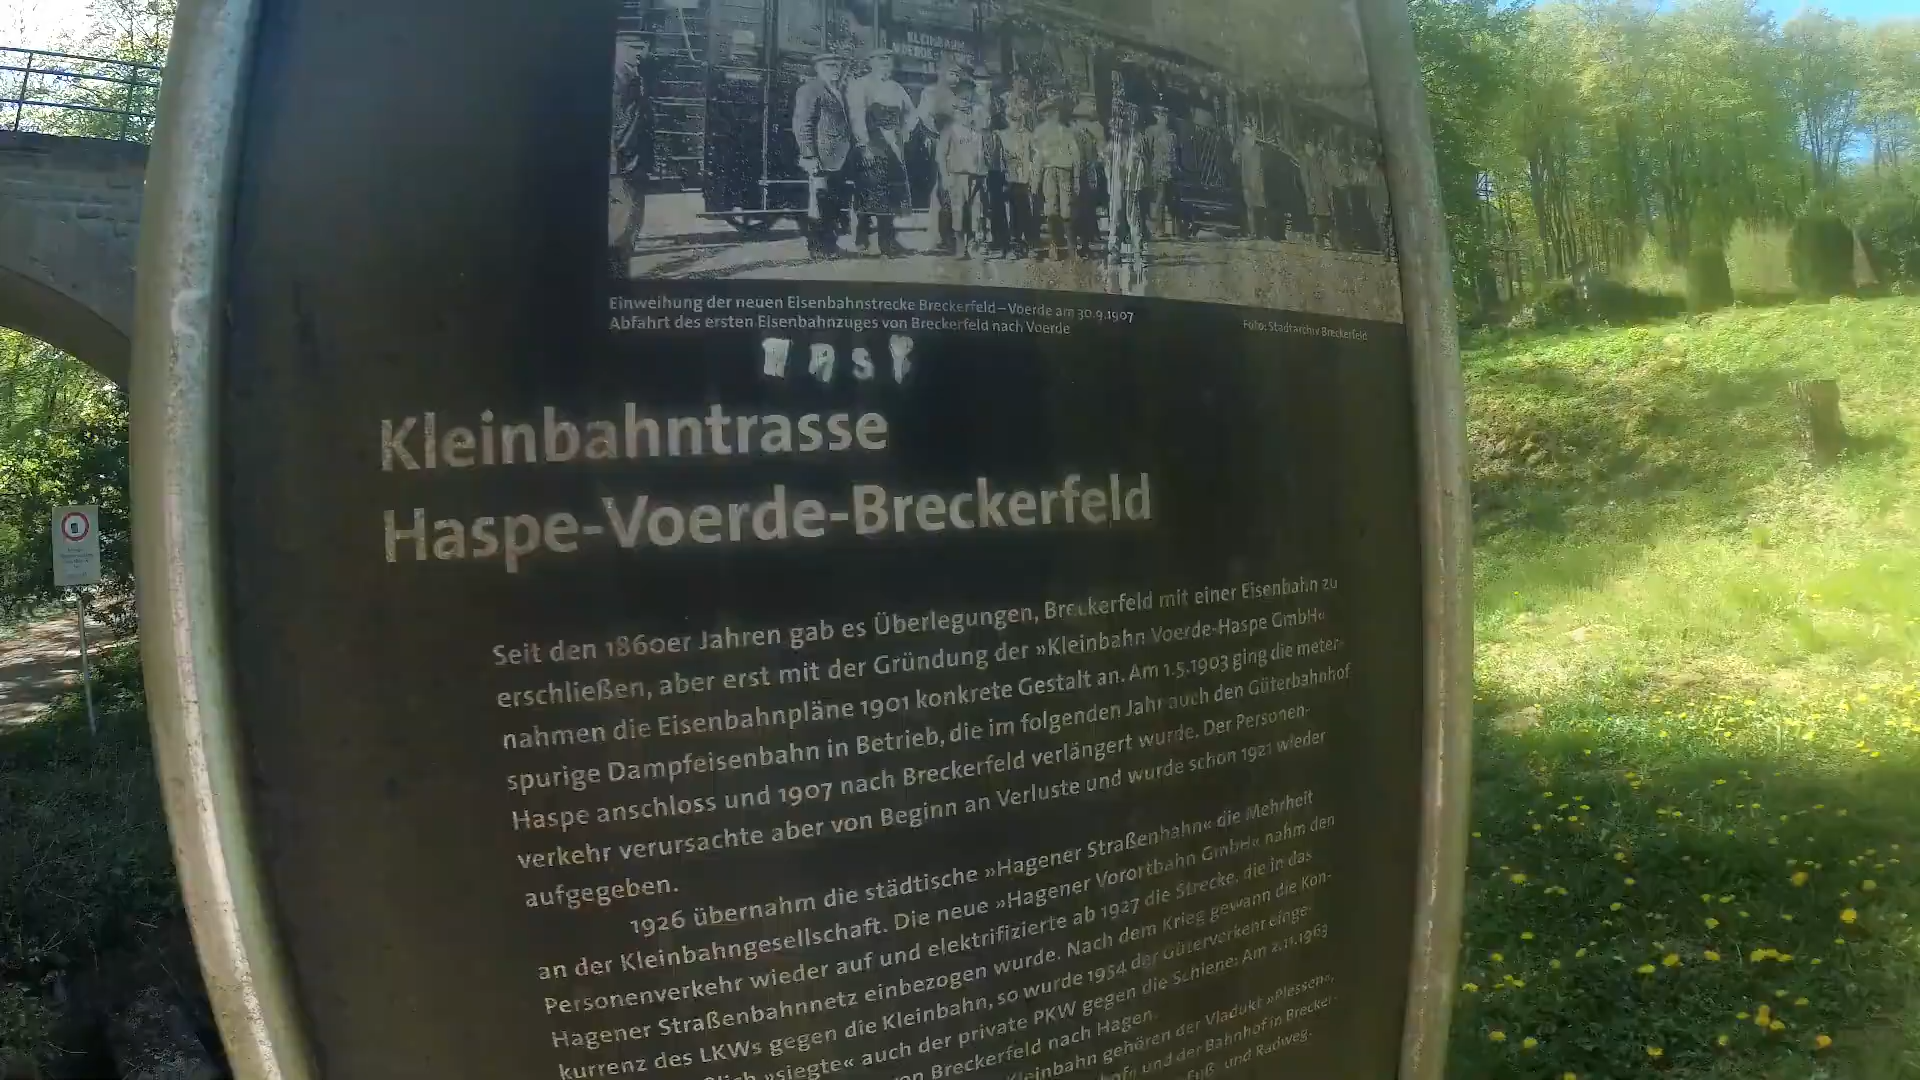 KLEINBAHN
Einweihung der neuen Eisenbahnstrecke Breckerfeld – Voerde am 30.9.1907
Abfahrt des ersten Eisenbahnzuges von Breckerfeld nach Voerde
Foto: Stadtarchiv Breckerfeld
Kleinbahntrasse
Haspe-Voerde-Breckerfeld
Seit den 1860er Jahren gab es Überlegungen, Breckerfeld mit einer Eisenbahn zu
erschließen, aber erst mit der Gründung der »Kleinbahn Voerde-Haspe GmbH«
nahmen die Eisenbahnpläne 1901 konkrete Gestalt an. Am 1.5.1903 ging die meter-
spurige Dampfeisenbahn in Betrieb, die im folgenden Jahr auch den Güterbahnhof
Haspe anschloss und 1907 nach Breckerfeld verlängert wurde. Der Personen-
verkehr verursachte aber von Beginn an Verluste und wurde schon 1921 wieder
aufgegeben.
1926 übernahm die städtische »Hagener Straßenbahn« die Mehrheit
an der Kleinbahngesellschaft. Die neue »Hagener Vorortbahn GmbH« nahm den
Personenverkehr wieder auf und elektrifizierte ab 1927 die Strecke, die in das
Hagener Straßenbahnnetz einbezogen wurde. Nach dem Krieg gewann die Kon-
kurrenz des LKWs gegen die Kleinbahn, so wurde 1954 der Güterverkehr einge-
»siegte« auch der private PKW gegen die Schiene: Am 2.11.1963
von Breckerfeld nach Hagen.
Kleinbahn gehören der Viadukt »Plessen«,
und der Bahnhof in Brecker-
Fuß- und Radweg.